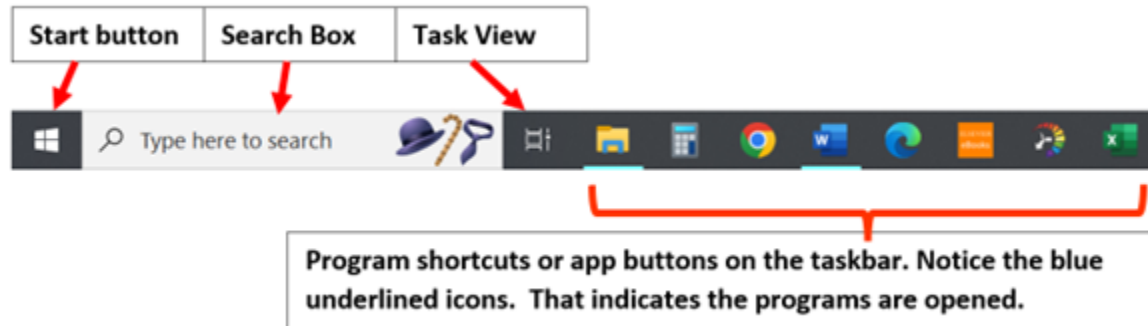 Start button
Search Box
Task View
Type here to search
W
X
Program shortcuts or app buttons on the taskbar. Notice the blue
underlined icons. That indicates the programs are opened.